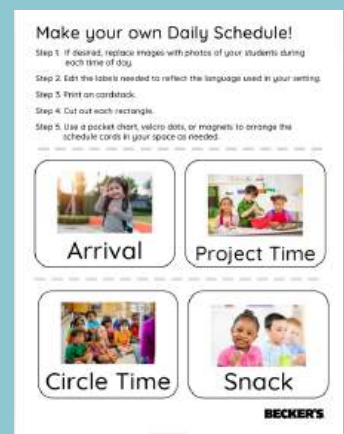 Make your own Daily Schedule!
Step 1. If desired, replace images with photos of your students during
each time of day.
Step 2. Edit the labels needed to reflect the language used in your setting.
Step 3. Print on cardstock.
Step 4. Cut out each rectangle.
Step 5. Use a pocket chart, velcro dots, or magnets to arrange the
schedule cards in your space as needed.
Arrival
Project Time
Circle Time
Snack
BECKER'S